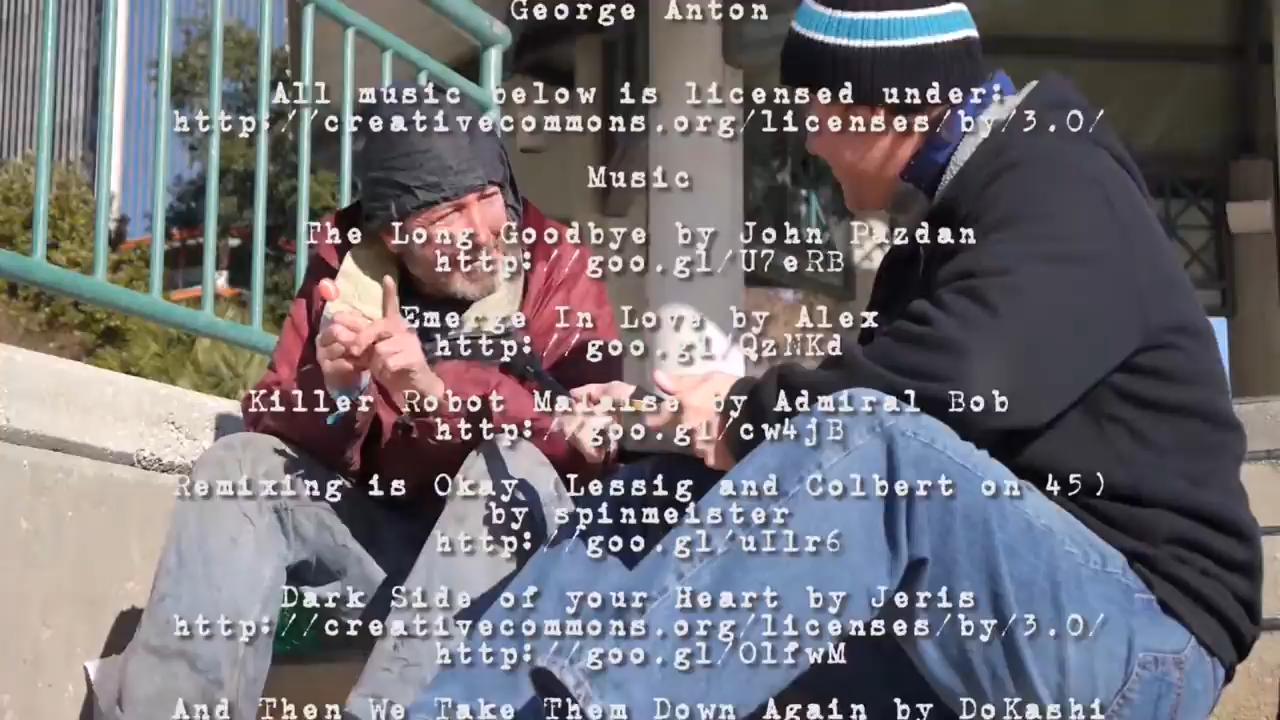 George Anton
All music below is licensed under:
http://creativecommons.org/licenses/by/3.0/
Music
The Long Goodbye by John Pazdan
http://goo.gl/U7eRB
Emerge In Love by Alex
http://goo.gl/QzNKd
Killer Robot Malaise by Admiral Bob
http://goo.gl/cw4jB
Remixing is Okay (Lessig and Colbert on 45)
by spinmeister
http://goo.gl/uIlr6
Dark Side of your Heart by Jeris
http://creativecommons.org/licenses/by/3.0/
http://goo.gl/OlfwM
And Then We Take Them Down Again by DoKashi